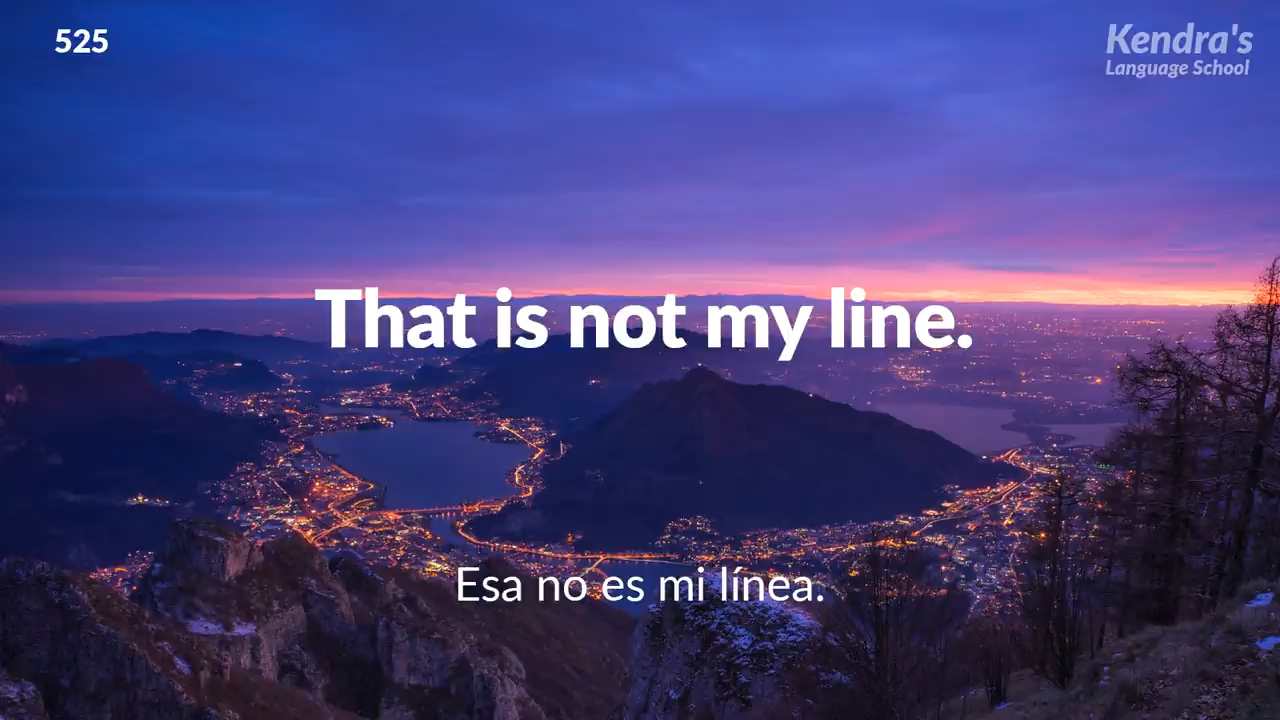 525
Kendra's
Language School
That is not my line.
Esa no es mi línea.